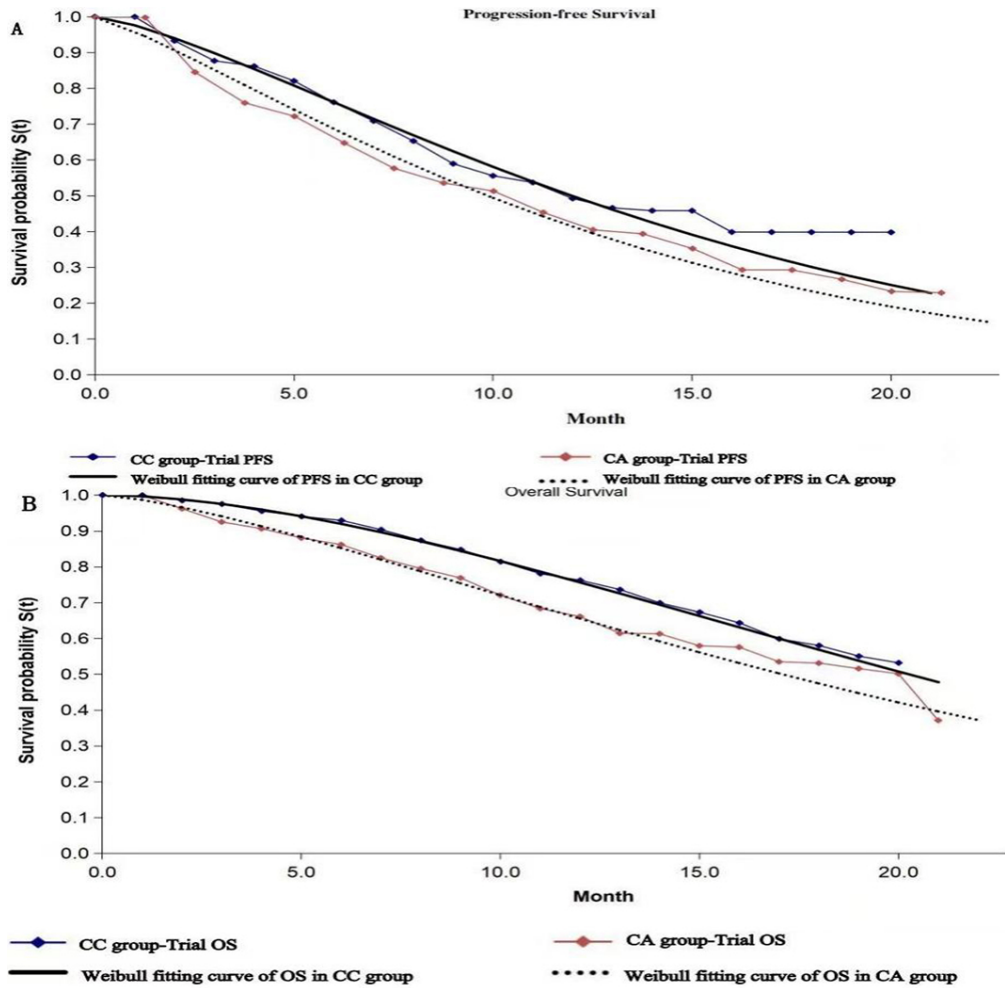 A
Progression-free Survival
Survival probability S(t)
1.0
0.9
0.8
0.7
0.6
0.5
0.4
0.3
0.2
0.1
0.0
0.0 5.0 10.0 15.0 20.0
Month
CC group-Trial PFS CA group-Trial PFS
Weibull fitting curve of PFS in CC group Weibull fitting curve of PFS in CA group
B
Overall Survival
Survival probability S(t)
1.0
0.9
0.8
0.7
0.6
0.5
0.4
0.3
0.2
0.1
0.0
0.0 5.0 10.0 15.0 20.0
Month
CC group-Trial OS CA group-Trial OS
Weibull fitting curve of OS in CC group Weibull fitting curve of OS in CA group